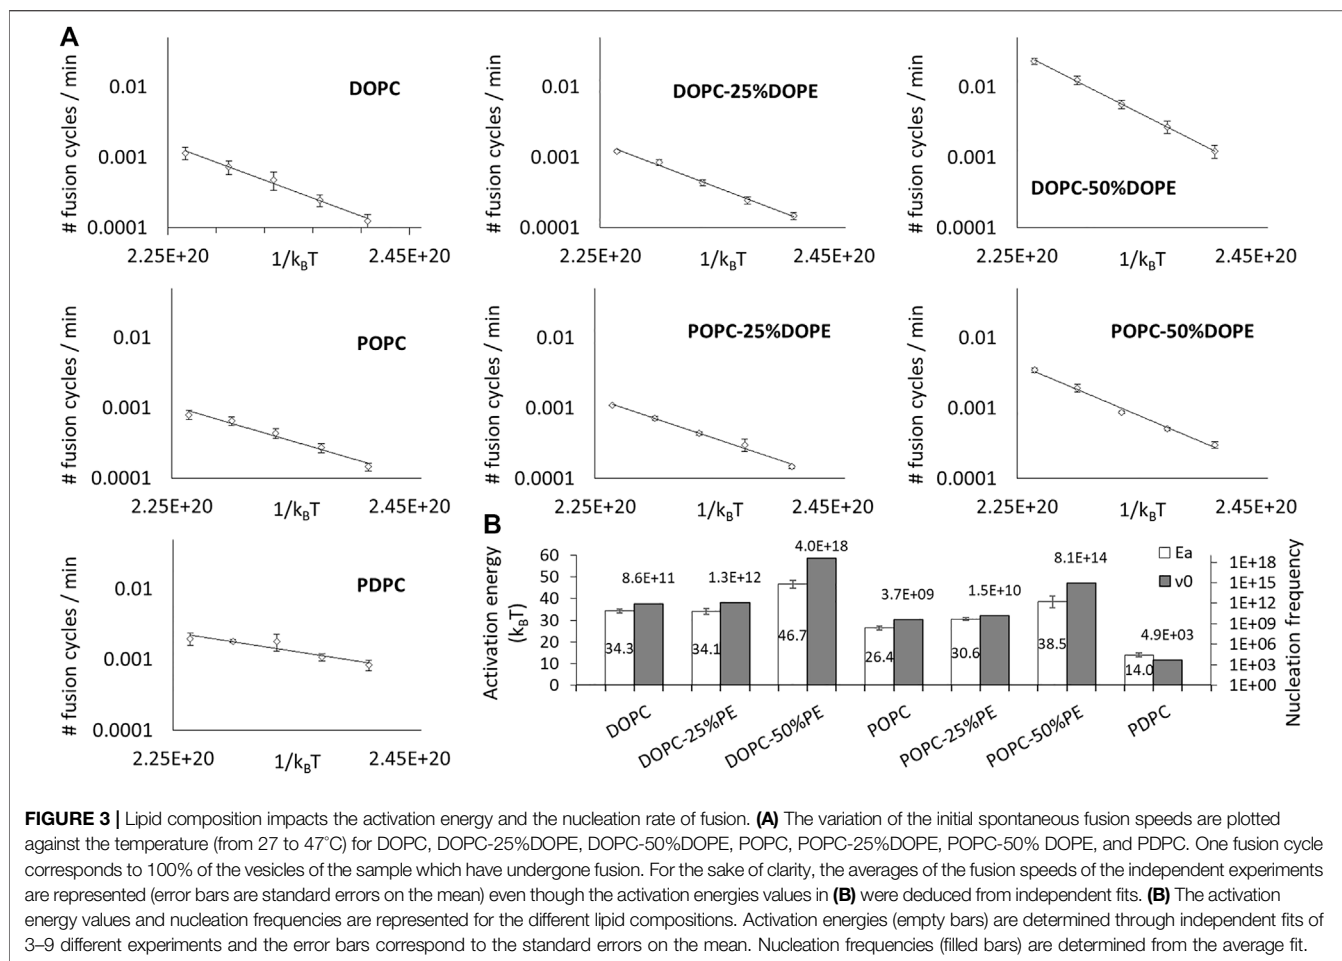 A
# fusion cycles / min
0.01
0.001
0.0001
DOPC
2.25E+20
1/kBT
2.45E+20
# fusion cycles / min
0.01
0.001
0.0001
DOPC-25%DOPE
2.25E+20
1/kBT
2.45E+20
# fusion cycles / min
0.01
0.001
0.0001
DOPC-50%DOPE
2.25E+20
1/kBT
2.45E+20
# fusion cycles / min
0.01
0.001
0.0001
POPC
2.25E+20
1/kBT
2.45E+20
# fusion cycles / min
0.01
0.001
0.0001
POPC-25%DOPE
2.25E+20
1/kBT
2.45E+20
# fusion cycles / min
0.01
0.001
0.0001
POPC-50%DOPE
2.25E+20
1/kBT
2.45E+20
# fusion cycles / min
0.01
0.001
0.0001
PDPC
2.25E+20
1/kBT
2.45E+20
B
Activation energy
(kBT)
60
50
40
30
20
10
0
8.6E+11
1.3E+12
4.0E+18
3.7E+09
1.5E+10
8.1E+14
4.9E+03
34.3
34.1
46.7
26.4
30.6
38.5
14.0
Ea
v0
1E+18
1E+15
1E+12
1E+09
1E+06
1E+03
1E+00
Nucleation frequency
DOPC
DOPC-25%PE
DOPC-50%PE
POPC
POPC-25%PE
POPC-50%PE
PDPC
FIGURE 3 | Lipid composition impacts the activation energy and the nucleation rate of fusion. (A) The variation of the initial spontaneous fusion speeds are plotted
against the temperature (from 27 to 47°C) for DOPC, DOPC-25%DOPE, DOPC-50%DOPE, POPC, POPC-25%DOPE, POPC-50% DOPE, and PDPC. One fusion cycle
corresponds to 100% of the vesicles of the sample which have undergone fusion. For the sake of clarity, the averages of the fusion speeds of the independent experiments
are represented (error bars are standard errors on the mean) even though the activation energies values in (B) were deduced from independent fits. (B) The activation
energy values and nucleation frequencies are represented for the different lipid compositions. Activation energies (empty bars) are determined through independent fits of
3–9 different experiments and the error bars correspond to the standard errors on the mean. Nucleation frequencies (filled bars) are determined from the average fit.